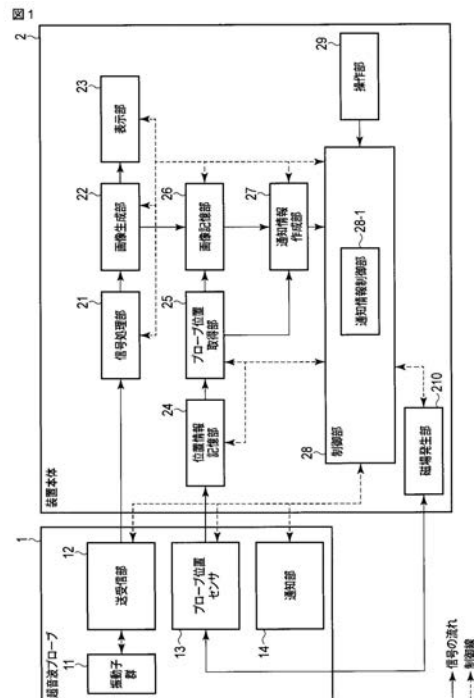 図1
超音波プローブ
1
11
振動子
群
12
送受信部
13
プローブ位置
センサ
14
通知部
装置本体
2
21
信号処理部
22
画像生成部
23
表示部
24
位置情報
記憶部
25
プローブ位置
取得部
26
画像記憶部
27
通知情報
作成部
28
制御部
28-1
通知情報制御部
29
操作部
210
磁場発生部
信号の流れ
制御線